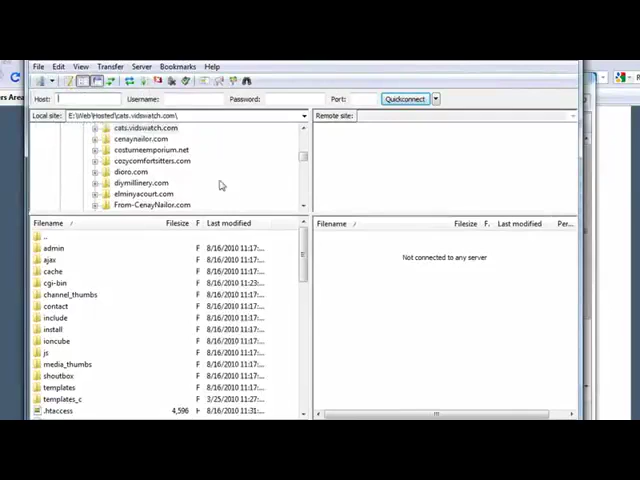 File Edit View Transfer Server Bookmarks Help
Host: Username: Password: Port: Quickconnect
ers Area
Local site: E:\Web\Hosted\cats.vidswatch.com\
Remote site:
cats.vidswatch.com
cenaynailor.com
costumeemporium.net
cozycomfortsitters.com
dioro.com
diymillinery.com
elminyacourt.com
From-CenayNailor.com
Filename / Filesize F Last modified
Filename / Filesize F. Last modified Per...
..
admin F 8/16/2010 11:17:...
ajax F 8/16/2010 11:17:...
cache F 8/16/2010 11:17:...
cgi-bin F 8/16/2010 11:23:...
channel_thumbs F 8/16/2010 11:17:...
contact F 8/16/2010 11:17:...
include F 8/16/2010 11:17:...
install F 8/16/2010 11:17:...
ioncube F 8/16/2010 11:17:...
js F 8/16/2010 11:17:...
media_thumbs F 8/16/2010 11:17:...
shoutbox F 8/16/2010 11:17:...
templates F 8/16/2010 11:17:...
templates_c F 3/25/2010 11:27:...
.htaccess 4,596 H 8/16/2010 11:31:...
Not connected to any server